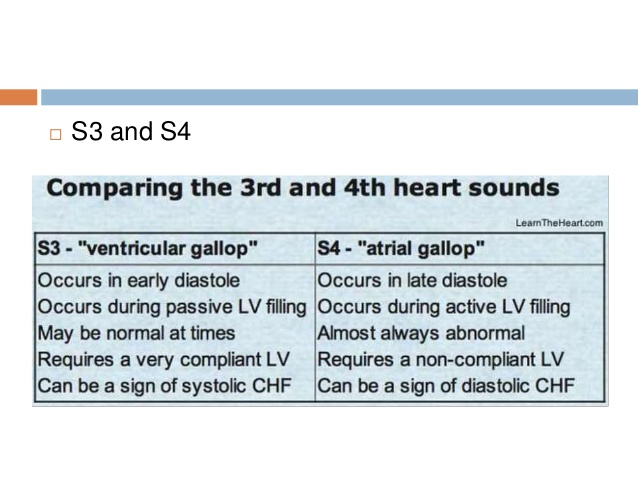 S3 and S4
Comparing the 3rd and 4th heart sounds
LearnTheHeart.com
S3 - "ventricular gallop" S4 - "atrial gallop"
Occurs in early diastole Occurs in late diastole
Occurs during passive LV filling Occurs during active LV filling
May be normal at times Almost always abnormal
Requires a very compliant LV Requires a non-compliant LV
Can be a sign of systolic CHF Can be a sign of diastolic CHF